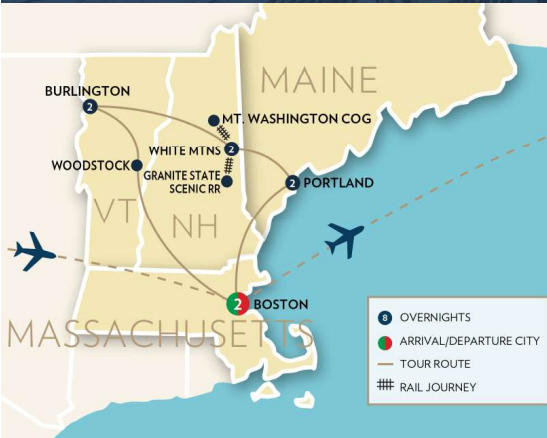 MAINE
BURLINGTON
2
MT. WASHINGTON COG
WHITE MTNS
2
WOODSTOCK
GRANITE STATE
SCENIC RR
2
PORTLAND
VT
NH
2
BOSTON
MASSACHUSETTS
8
OVERNIGHTS
ARRIVAL/DEPARTURE CITY
TOUR ROUTE
RAIL JOURNEY